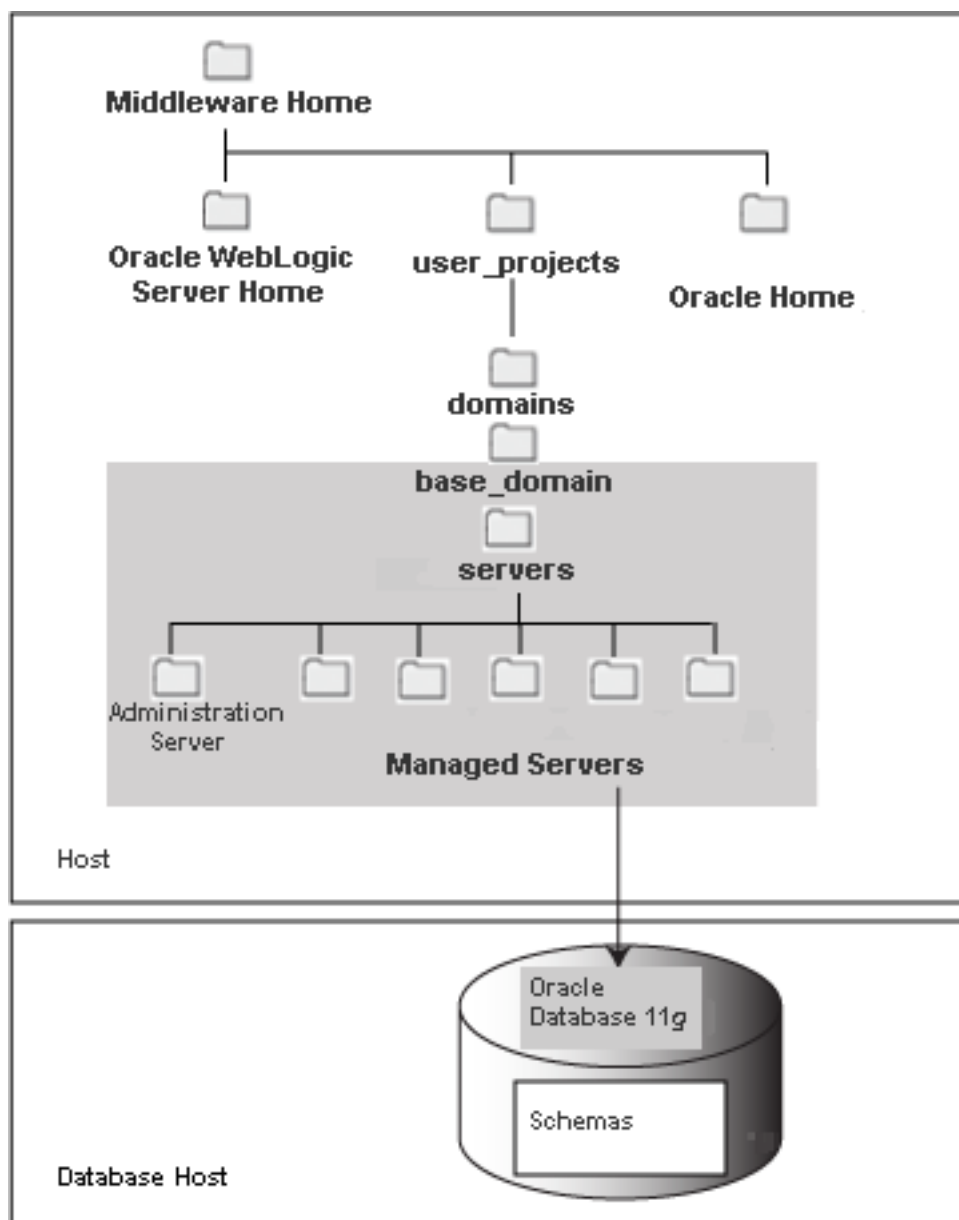 Middleware Home
Oracle WebLogic
Server Home
user_projects
Oracle Home
domains
base_domain
servers
Administration
Server
Managed Servers
Host
Oracle
Database 11g
Schemas
Database Host